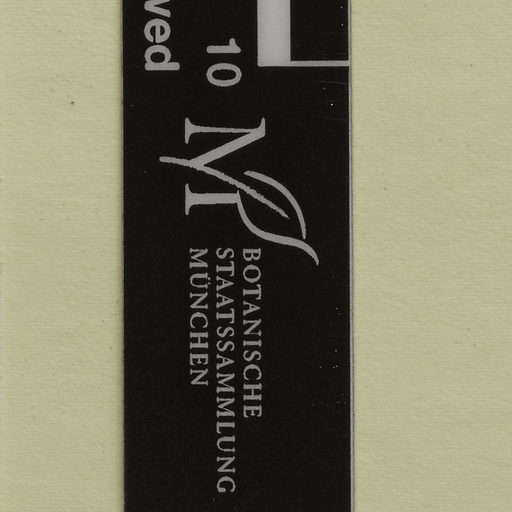 ved
10
BOTANISCHE
STAATSSAMMLUNG
MÜNCHEN